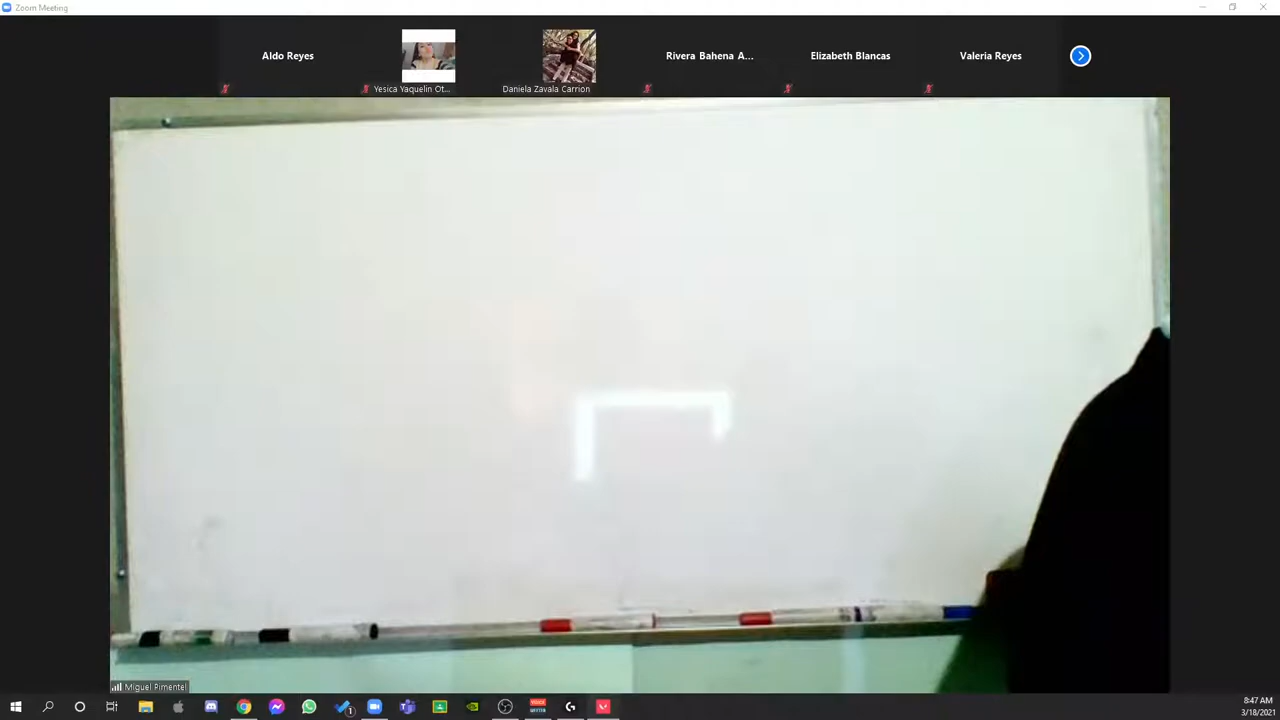 Zoom Meeting
Aldo Reyes
Rivera Bahena A...
Elizabeth Blancas
Valeria Reyes
Yesica Yaquelin Ot...
Daniela Zavala Carrion
Miguel Pimentel
1
8:47 AM
3/18/2021